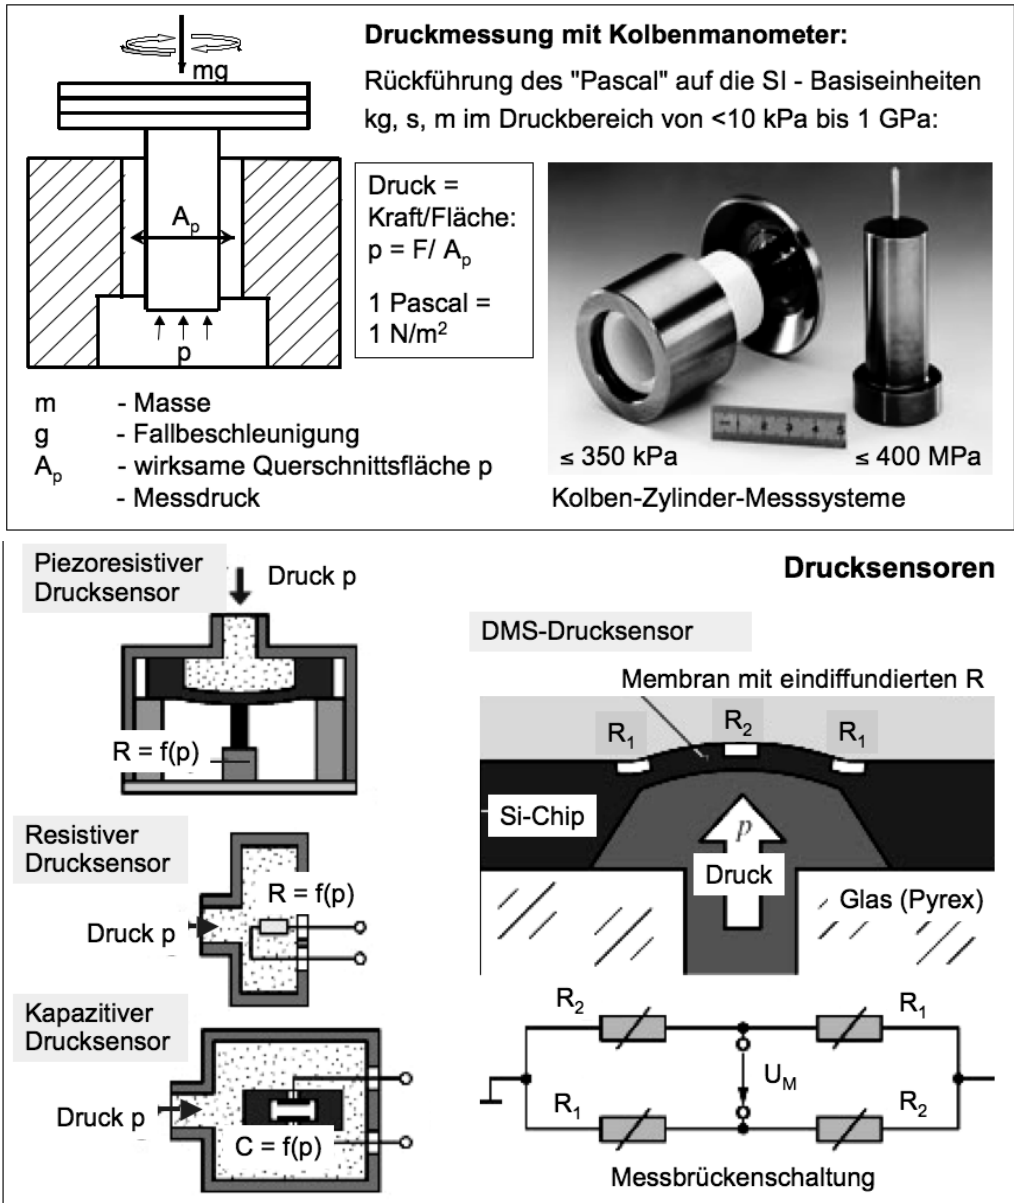 mg
Druckmessung mit Kolbenmanometer:
Rückführung des "Pascal" auf die SI - Basiseinheiten
kg, s, m im Druckbereich von <10 kPa bis 1 GPa:
Aₚ
p
Druck =
Kraft/Fläche:
p = F/ Aₚ
1 Pascal =
1 N/m²
m - Masse
g - Fallbeschleunigung
Aₚ - wirksame Querschnittsfläche p
- Messdruck
≤ 350 kPa
≤ 400 MPa
Kolben-Zylinder-Messsysteme
Piezoresistiver
Drucksensor
Druck p
R = f(p)
Resistiver
Drucksensor
R = f(p)
Druck p
Kapazitiver
Drucksensor
Druck p
C = f(p)
Drucksensoren
DMS-Drucksensor
Membran mit eindiffundierten R
R₁
R₂
R₁
Si-Chip
p
Druck
Glas (Pyrex)
R₂
R₁
U_M
R₁
R₂
Messbrückenschaltung